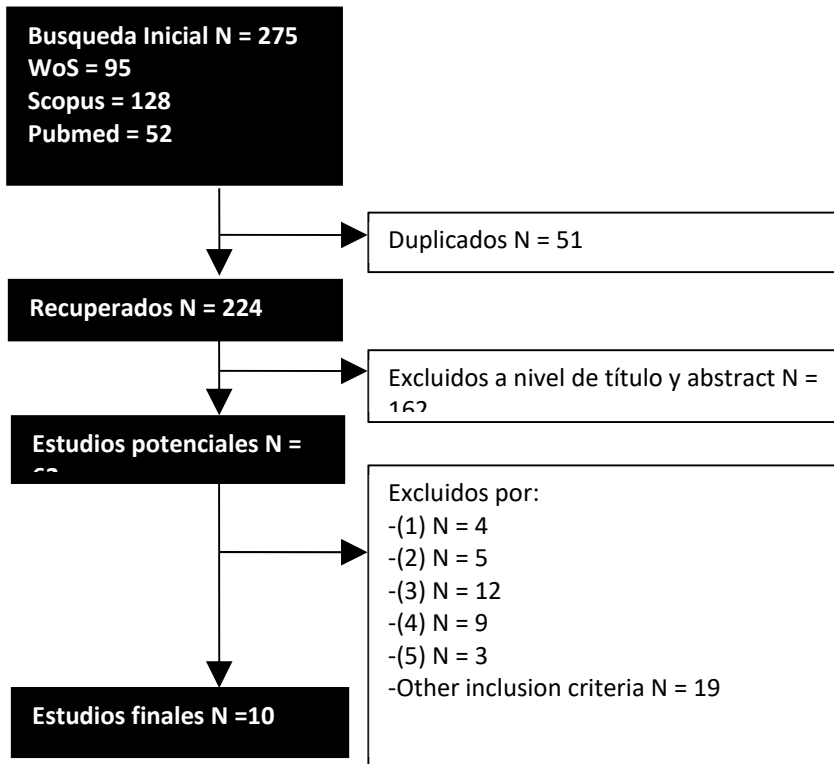 Busqueda Inicial N = 275
WoS = 95
Scopus = 128
Pubmed = 52
Duplicados N = 51
Recuperados N = 224
Excluidos a nivel de título y abstract N =
162
Estudios potenciales N =
Excluidos por:
-(1) N = 4
-(2) N = 5
-(3) N = 12
-(4) N = 9
-(5) N = 3
-Other inclusion criteria N = 19
Estudios finales N =10